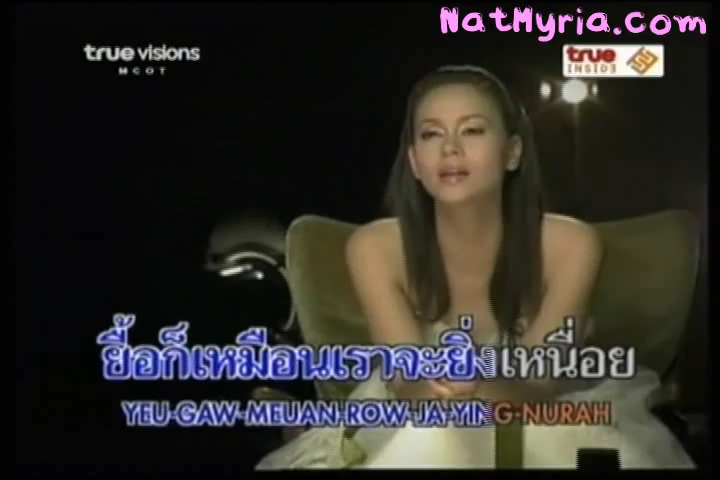 NatMyria.com
true visions
MCOT
true
INSIDE
ยื้อก็เหมือนเราจะยิ่งเหนื่อย
YEU-GAW-MEUAN-ROW-JA-YING-NURAH